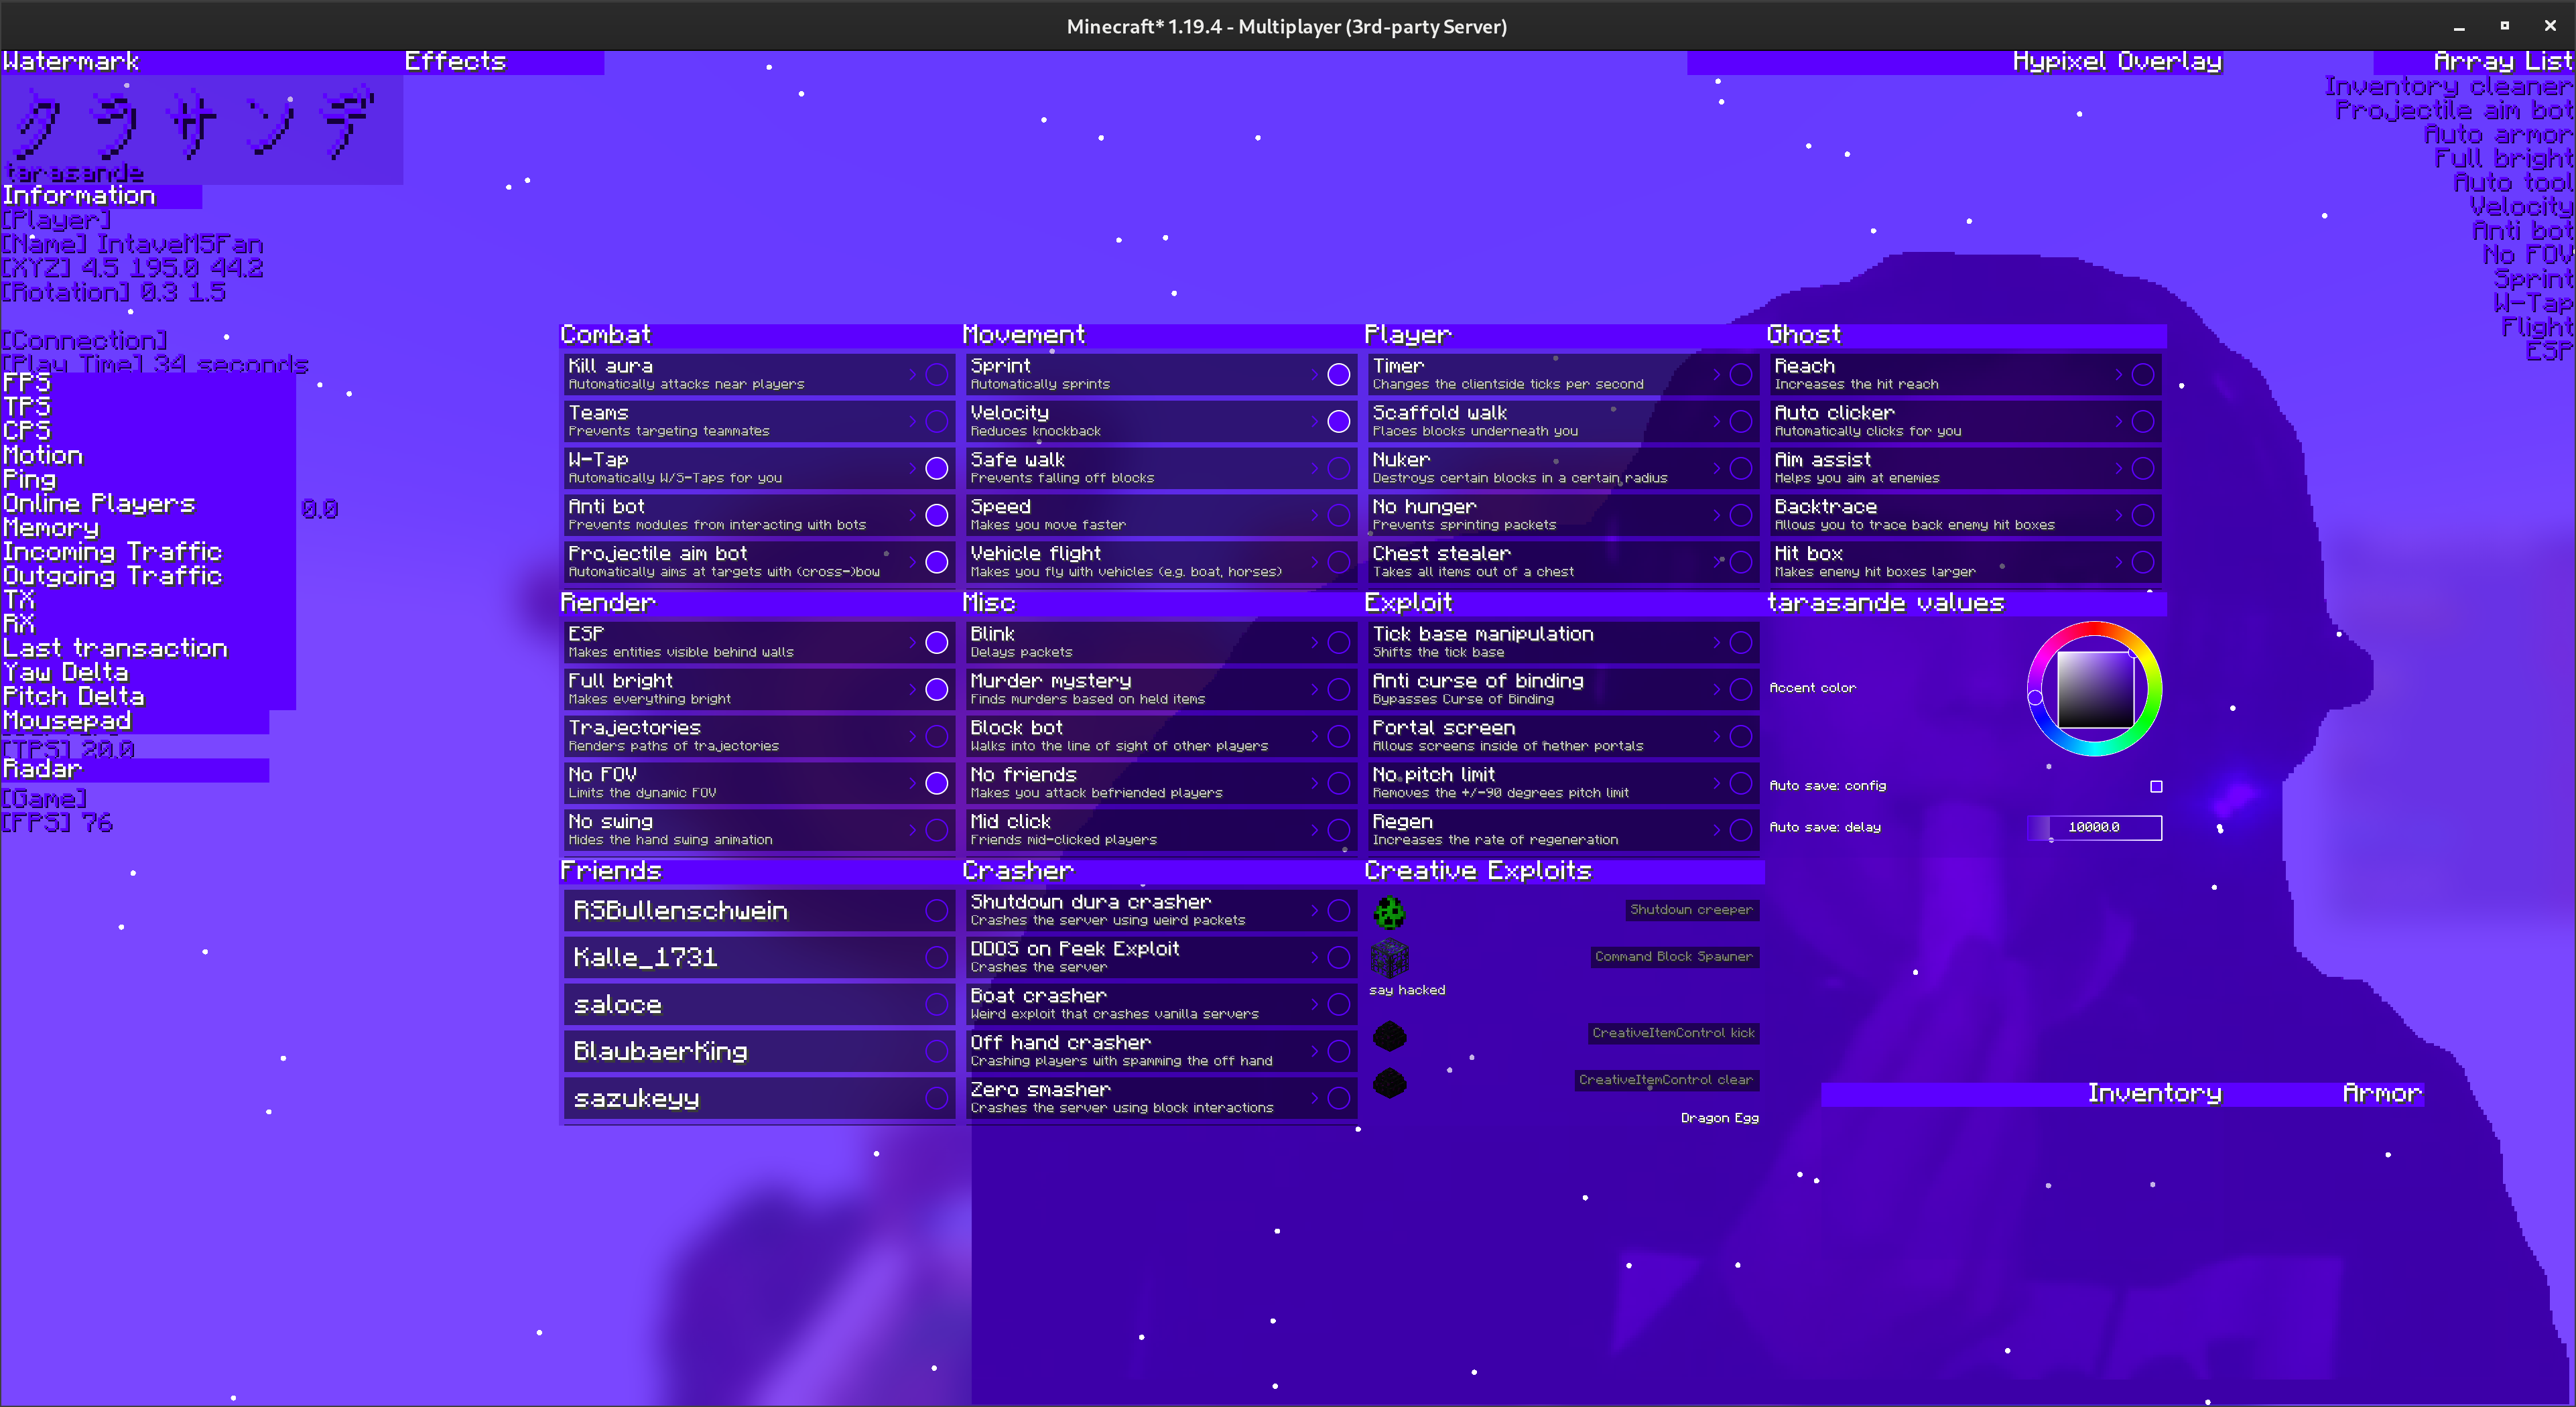 Minecraft* 1.19.4 - Multiplayer (3rd-party Server)
Watermark
Effects
Hypixel Overlay
Array List
クラサンデ
tarasande
Information
[Player]
[Name] IntaveM5Fan
[XYZ] 4.5 195.0 44.2
[Rotation] 0.3 1.5
[Connection]
[Play Time] 34 seconds
FPS
TPS
CPS
Motion
Ping
Online Players
0.0
Memory
Incoming Traffic
Outgoing Traffic
TX
RX
Last transaction
Yaw Delta
Pitch Delta
Mousepad
[TPS] 20.0
Radar
[Game]
[FPS] 76
Inventory cleaner
Projectile aim bot
Auto armor
Full bright
Auto tool
Velocity
Anti bot
No FOV
Sprint
W-Tap
Flight
ESP
Combat
Kill aura
Automatically attacks near players
Teams
Prevents targeting teammates
W-Tap
Automatically W/S-Taps for you
Anti bot
Prevents modules from interacting with bots
Projectile aim bot
Automatically aims at targets with (cross-)bow
Movement
Sprint
Automatically sprints
Velocity
Reduces knockback
Safe walk
Prevents falling off blocks
Speed
Makes you move faster
Vehicle flight
Makes you fly with vehicles (e.g. boat, horses)
Player
Timer
Changes the clientside ticks per second
Scaffold walk
Places blocks underneath you
Nuker
Destroys certain blocks in a certain radius
No hunger
Prevents sprinting packets
Chest stealer
Takes all items out of a chest
Ghost
Reach
Increases the hit reach
Auto clicker
Automatically clicks for you
Aim assist
Helps you aim at enemies
Backtrace
Allows you to trace back enemy hit boxes
Hit box
Makes enemy hit boxes larger
Render
ESP
Makes entities visible behind walls
Full bright
Makes everything bright
Trajectories
Renders paths of trajectories
No FOV
Limits the dynamic FOV
No swing
Hides the hand swing animation
Misc
Blink
Delays packets
Murder mystery
Finds murders based on held items
Block bot
Walks into the line of sight of other players
No friends
Makes you attack befriended players
Mid click
Friends mid-clicked players
Exploit
Tick base manipulation
Shifts the tick base
Anti curse of binding
Bypasses Curse of Binding
Portal screen
Allows screens inside of nether portals
No pitch limit
Removes the +/-90 degrees pitch limit
Regen
Increases the rate of regeneration
tarasande values
Accent color
Auto save: config
Auto save: delay
10000.0
Friends
RSBullenschwein
Kalle_1731
saloce
BlaubaerKing
sazukeyy
Crasher
Shutdown dura crasher
Crashes the server using weird packets
DDOS on Peek Exploit
Crashes the server
Boat crasher
Weird exploit that crashes vanilla servers
Off hand crasher
Crashing players with spamming the off hand
Zero smasher
Crashes the server using block interactions
Creative Exploits
Shutdown creeper
Command Block Spawner
say hacked
CreativeItemControl kick
CreativeItemControl clear
Dragon Egg
Inventory
Armor